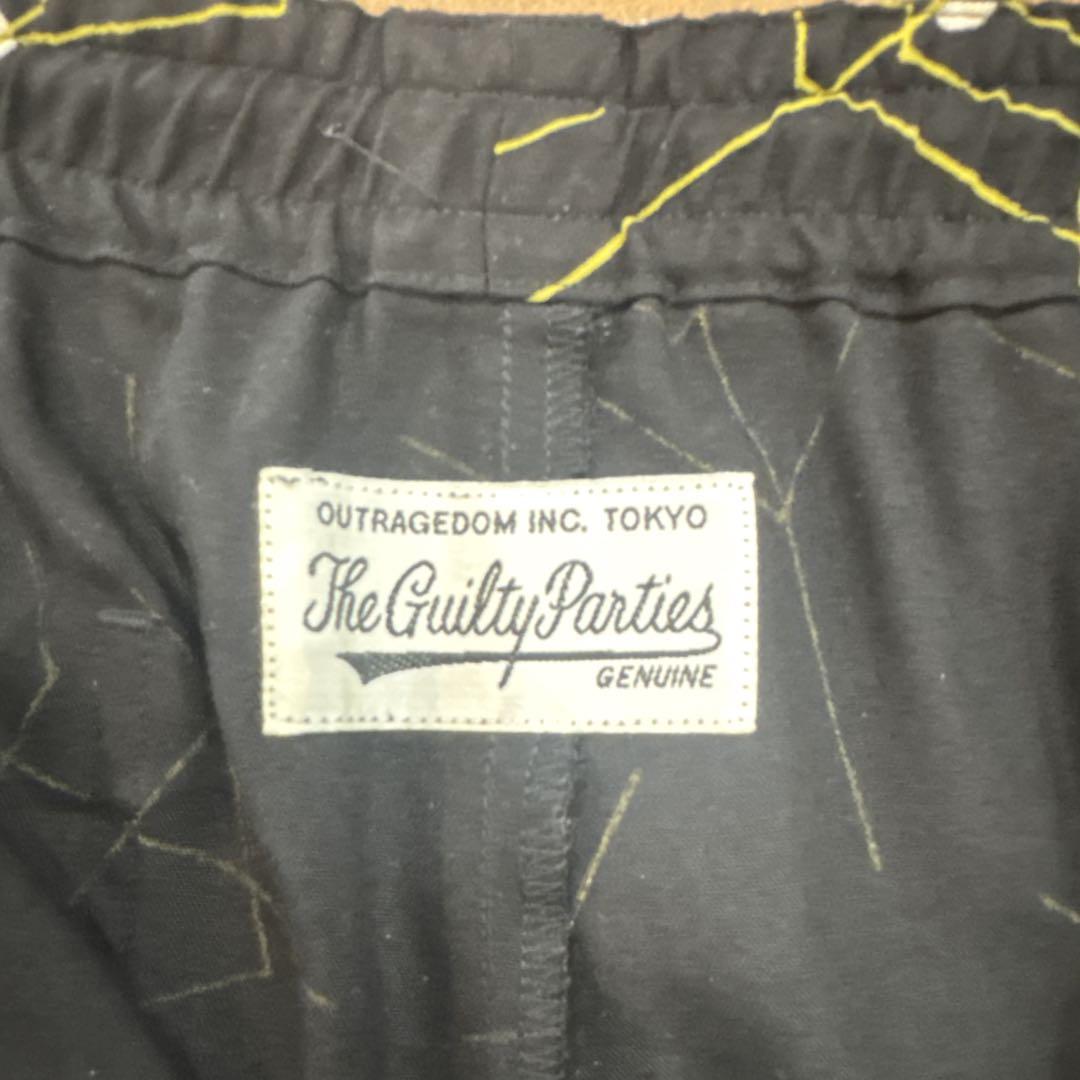 OUTRAGEDOM INC. TOKYO
The Guilty Parties
GENUINE